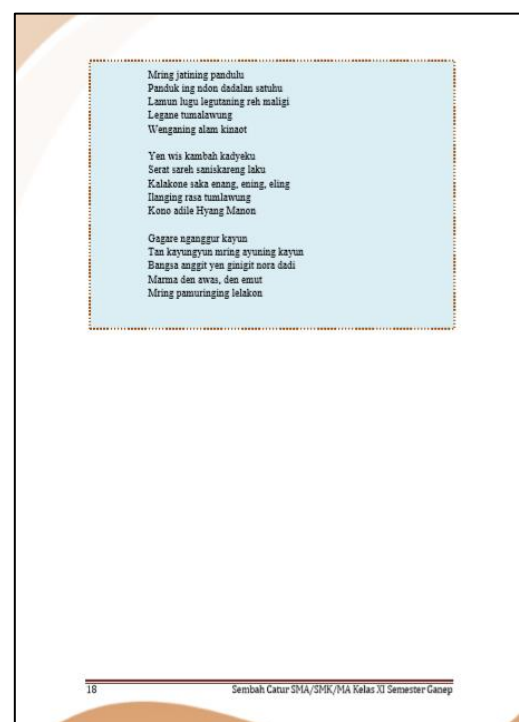 Mring jatining pandulu
Panduk ing ndon dadalan satuhu
Lamun lugu legutaning reh maligi
Legane tumalawung
Wenganing alam kinaot
Yen wis kambah kadyeku
Serat sareh saniskareng laku
Kalakone saka enang, ening, eling
Ilanging rasa tumlawung
Kono adile Hyang Manon
Gagare nganggur kayun
Tan kayungyun mring ayuning kayun
Bangsa anggit yen ginigit nora dadi
Marma den awas, den emut
Mring pamuringing lelakon
18 Sembah Catur SMA/SMK/MA Kelas XI Semester Ganep